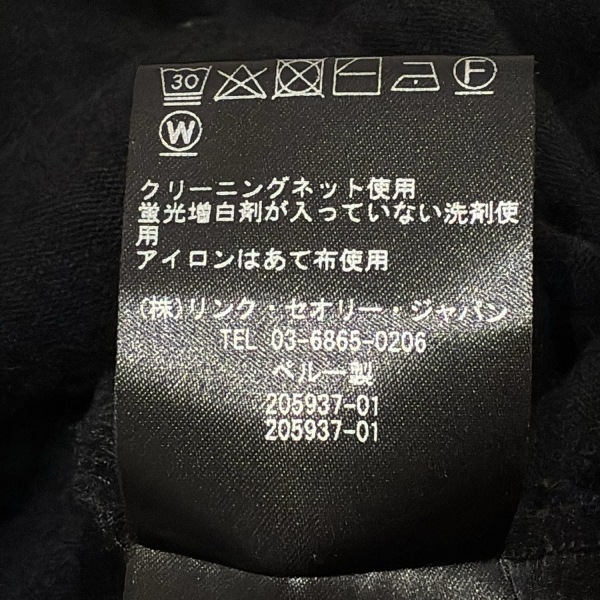 30
F
W
クリーニングネット使用
蛍光増白剤が入っていない洗剤使
用
アイロンはあて布使用
(株)リンク・セオリー・ジャパン
TEL 03-6865-0206
ペルー製
205937-01
205937-01